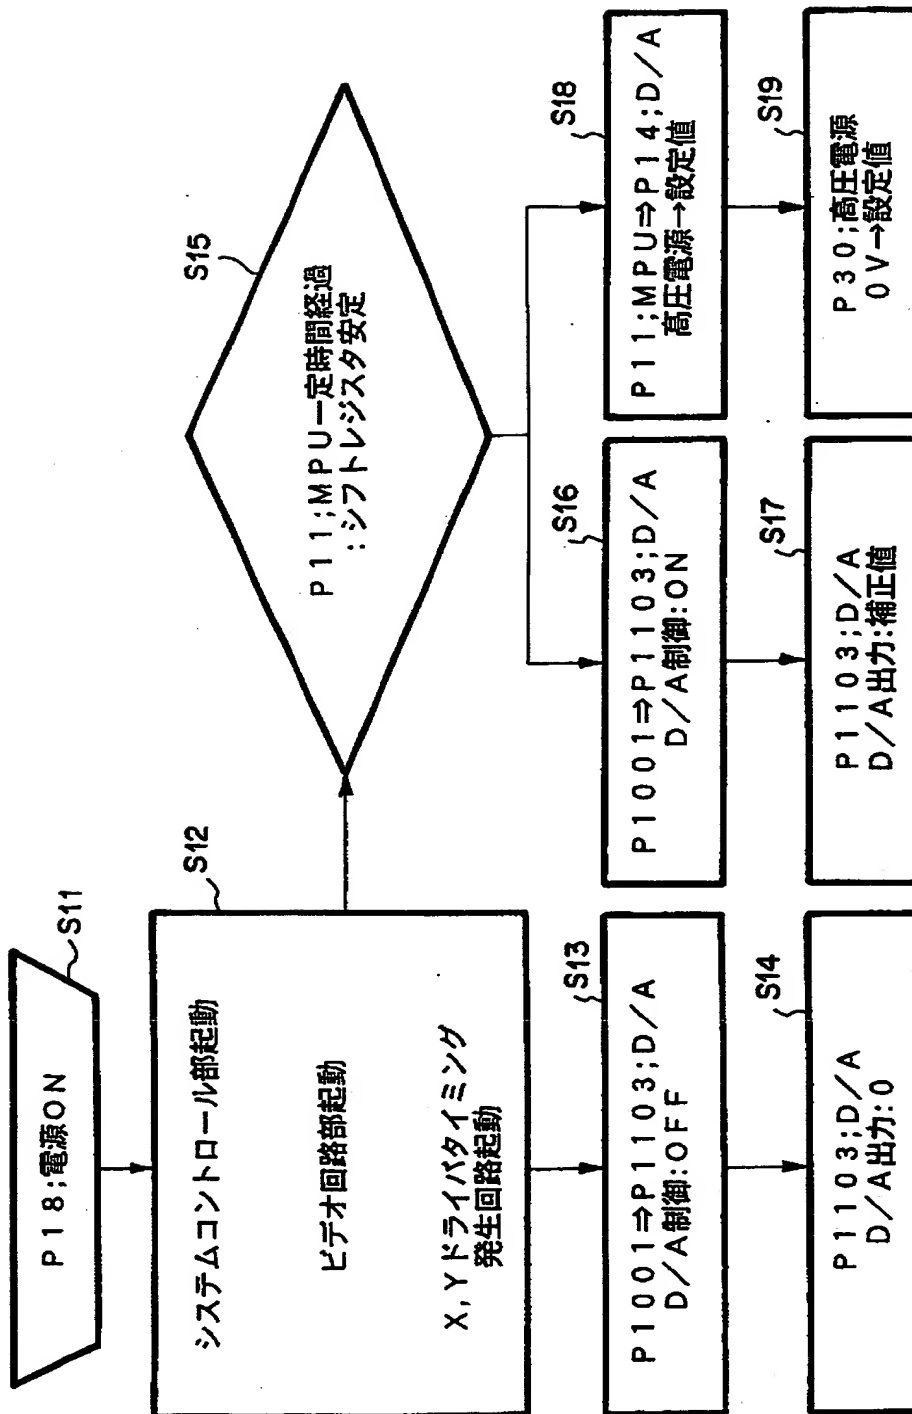 S11
P18;電源ON
S12
システムコントロール部起動
ビデオ回路部起動
X,Yドライバタイミング
発生回路起動
S13
P1001⇒P1103;D/A
D/A制御:OFF
S14
P1103;D/A
D/A出力:0
S15
P11;MPU一定時間経過
:シフトレジスタ安定
S16
P1001⇒P1103;D/A
D/A制御:ON
S17
P1103;D/A
D/A出力:補正値
S18
P11;MPU⇒P14;D/A
高圧電源→設定値
S19
P30;高圧電源
0V→設定値